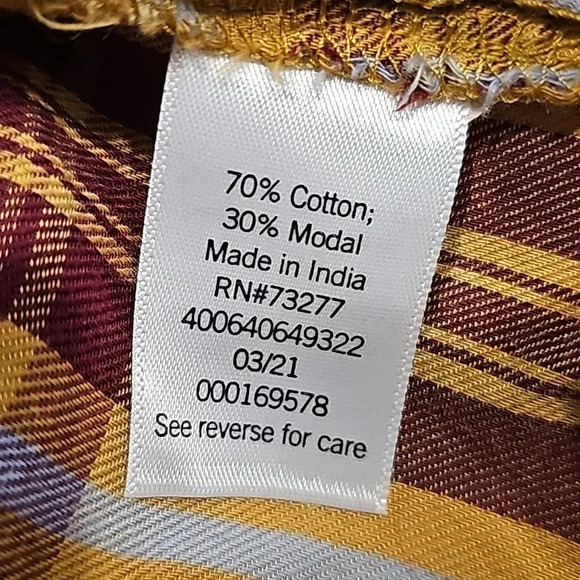 70% Cotton;
30% Modal
Made in India
RN#73277
400640649322
03/21
000169578
See reverse for care